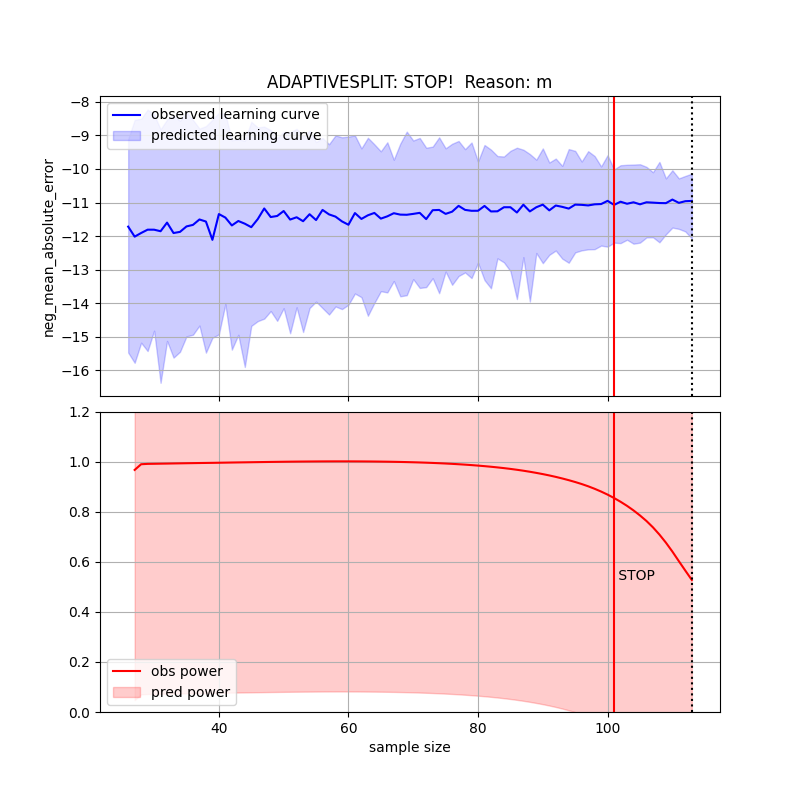 ADAPTIVESPLIT: STOP!  Reason: m
observed learning curve
predicted learning curve
neg_mean_absolute_error
−8
−9
−10
−11
−12
−13
−14
−15
−16
1.2
1.0
0.8
0.6
0.4
0.2
0.0
STOP
obs power
pred power
40 60 80 100
sample size